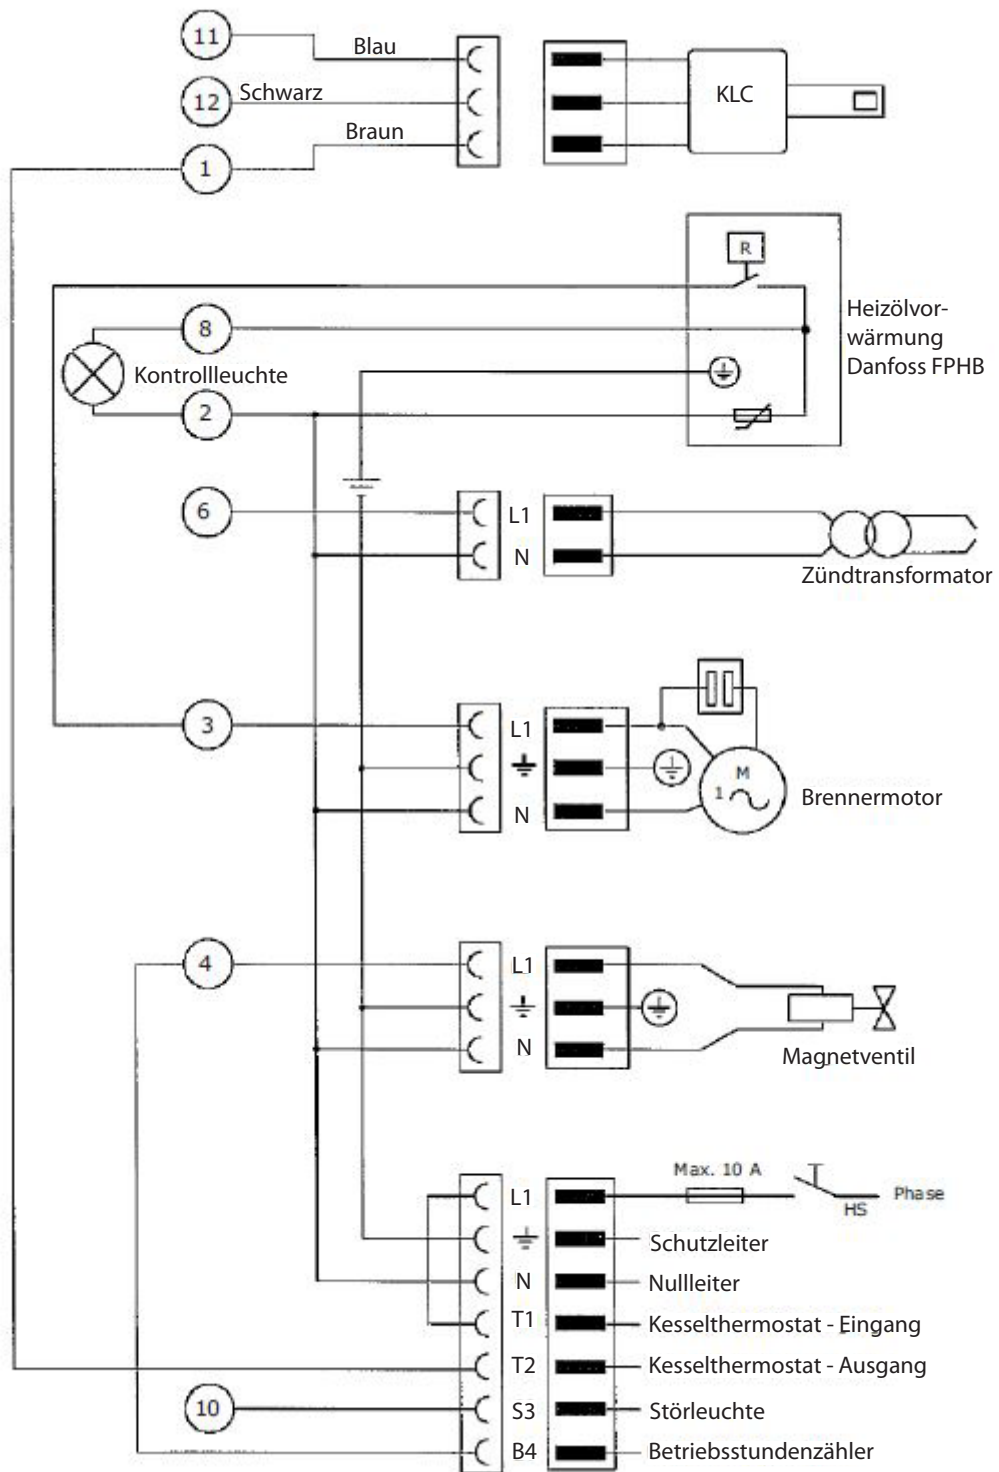 11
Blau
12
Schwarz
KLC
Braun
1
R
8
Heizölvor-
wärmung
Danfoss FPHB
Kontrollleuchte
2
6
L1
N
Zündtransformator
3
L1
N
M
1
Brennermotor
4
L1
N
Magnetventil
Max. 10 A
L1
Phase
HS
Schutzleiter
N
Nullleiter
T1
Kesselthermostat - Eingang
T2
Kesselthermostat - Ausgang
10
S3
Störleuchte
B4
Betriebsstundenzähler